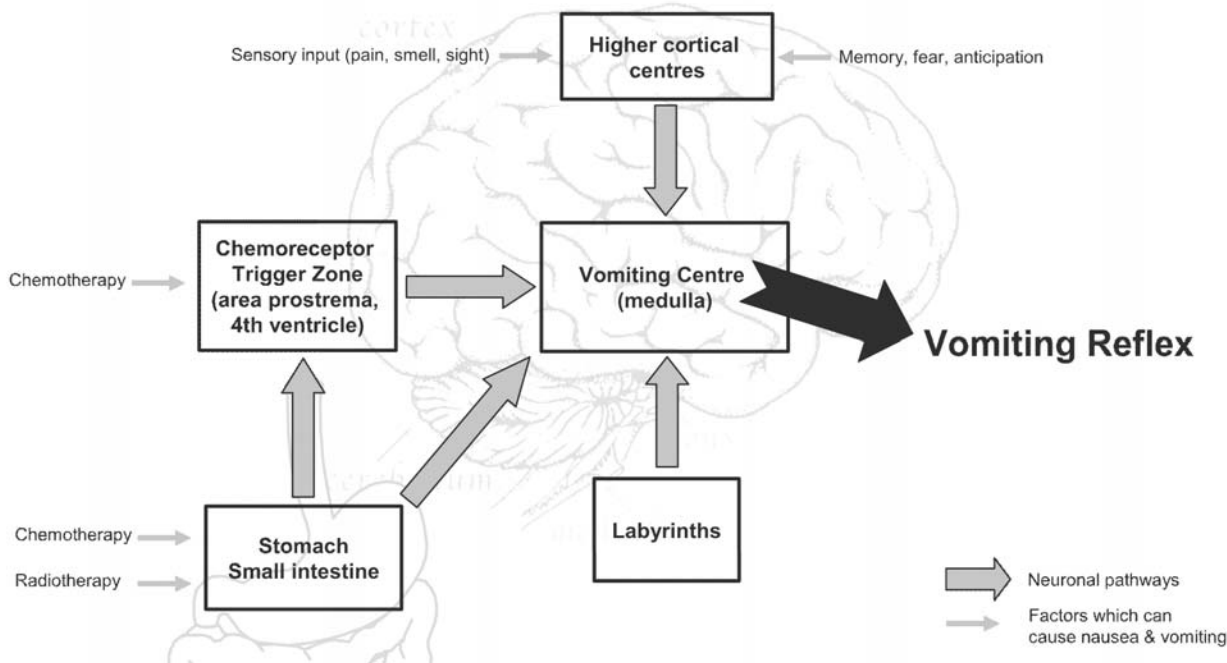 cortex
Sensory input (pain, smell, sight)
Higher cortical
centres
Memory, fear, anticipation
Chemotherapy
Chemoreceptor
Trigger Zone
(area prostrema,
4th ventricle)
Vomiting Centre
(medulla)
Vomiting Reflex
cerebellum
Chemotherapy
Radiotherapy
Stomach
Small intestine
Labyrinths
Neuronal pathways
Factors which can
cause nausea & vomiting